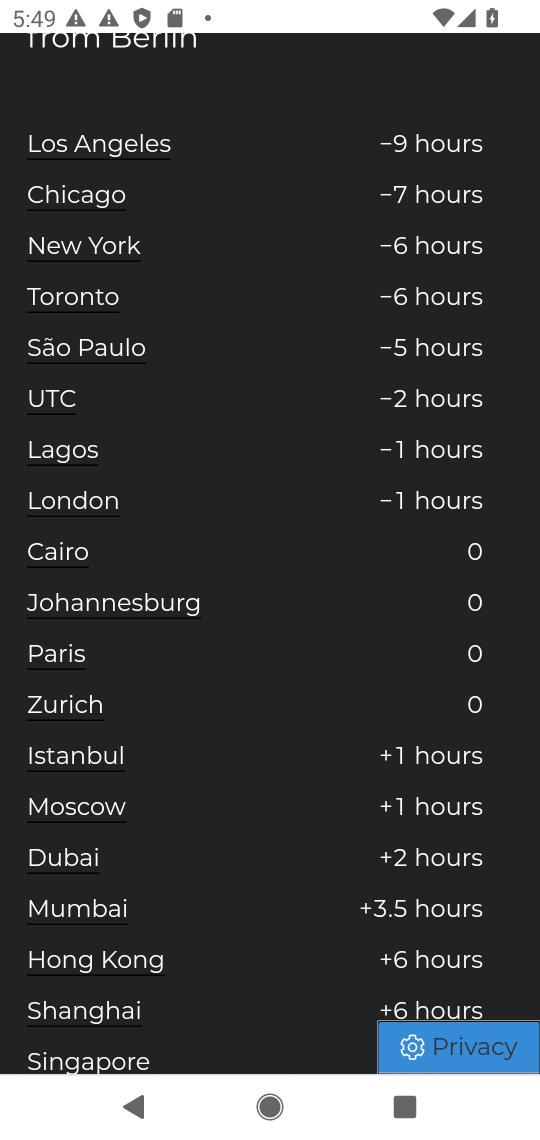 5:49
from Berlin
Los Angeles −9 hours
Chicago −7 hours
New York −6 hours
Toronto −6 hours
São Paulo −5 hours
UTC −2 hours
Lagos −1 hours
London −1 hours
Cairo 0
Johannesburg 0
Paris 0
Zurich 0
Istanbul +1 hours
Moscow +1 hours
Dubai +2 hours
Mumbai +3.5 hours
Hong Kong +6 hours
Shanghai +6 hours
Privacy
Singapore